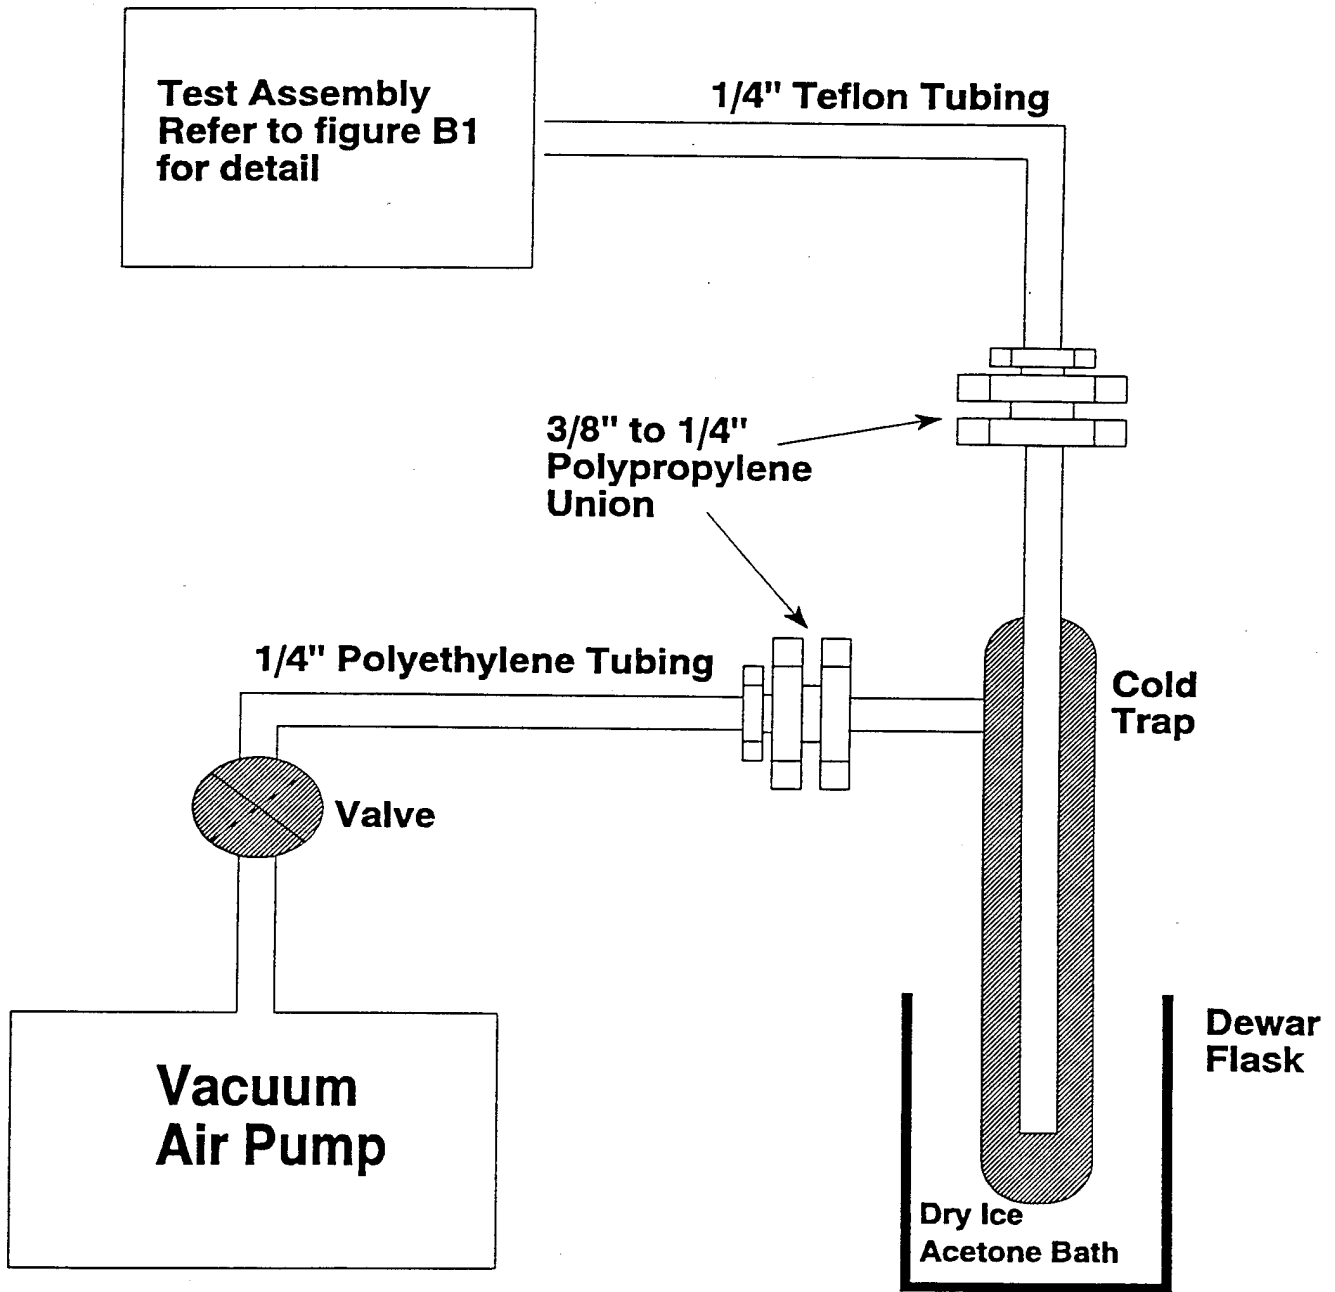 Test Assembly
Refer to figure B1
for detail
1/4" Teflon Tubing
3/8" to 1/4"
Polypropylene
Union
1/4" Polyethylene Tubing
Cold
Trap
Valve
Dewar
Flask
Vacuum
Air Pump
Dry Ice
Acetone Bath